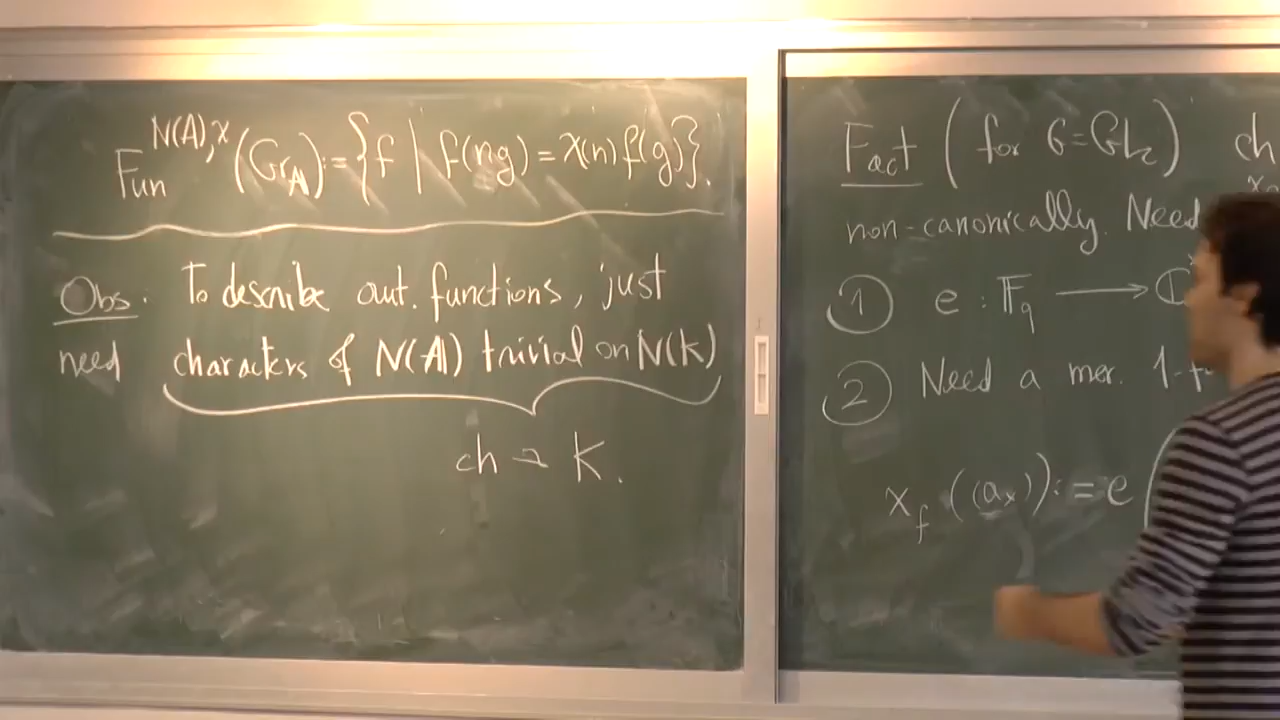 Fun^{N(A),χ}(Gr_A) := {f | f(ng) = χ(n) f(g)}.
Obs. To describe aut. functions, just
need characters of N(A) trivial on N(K)
ch ≃ K.
Fact (for G=GL_2) ch
non-canonically. Need
① e : F_q → C
② Need a mer. 1-f
χ_f ((a_x)) := e (